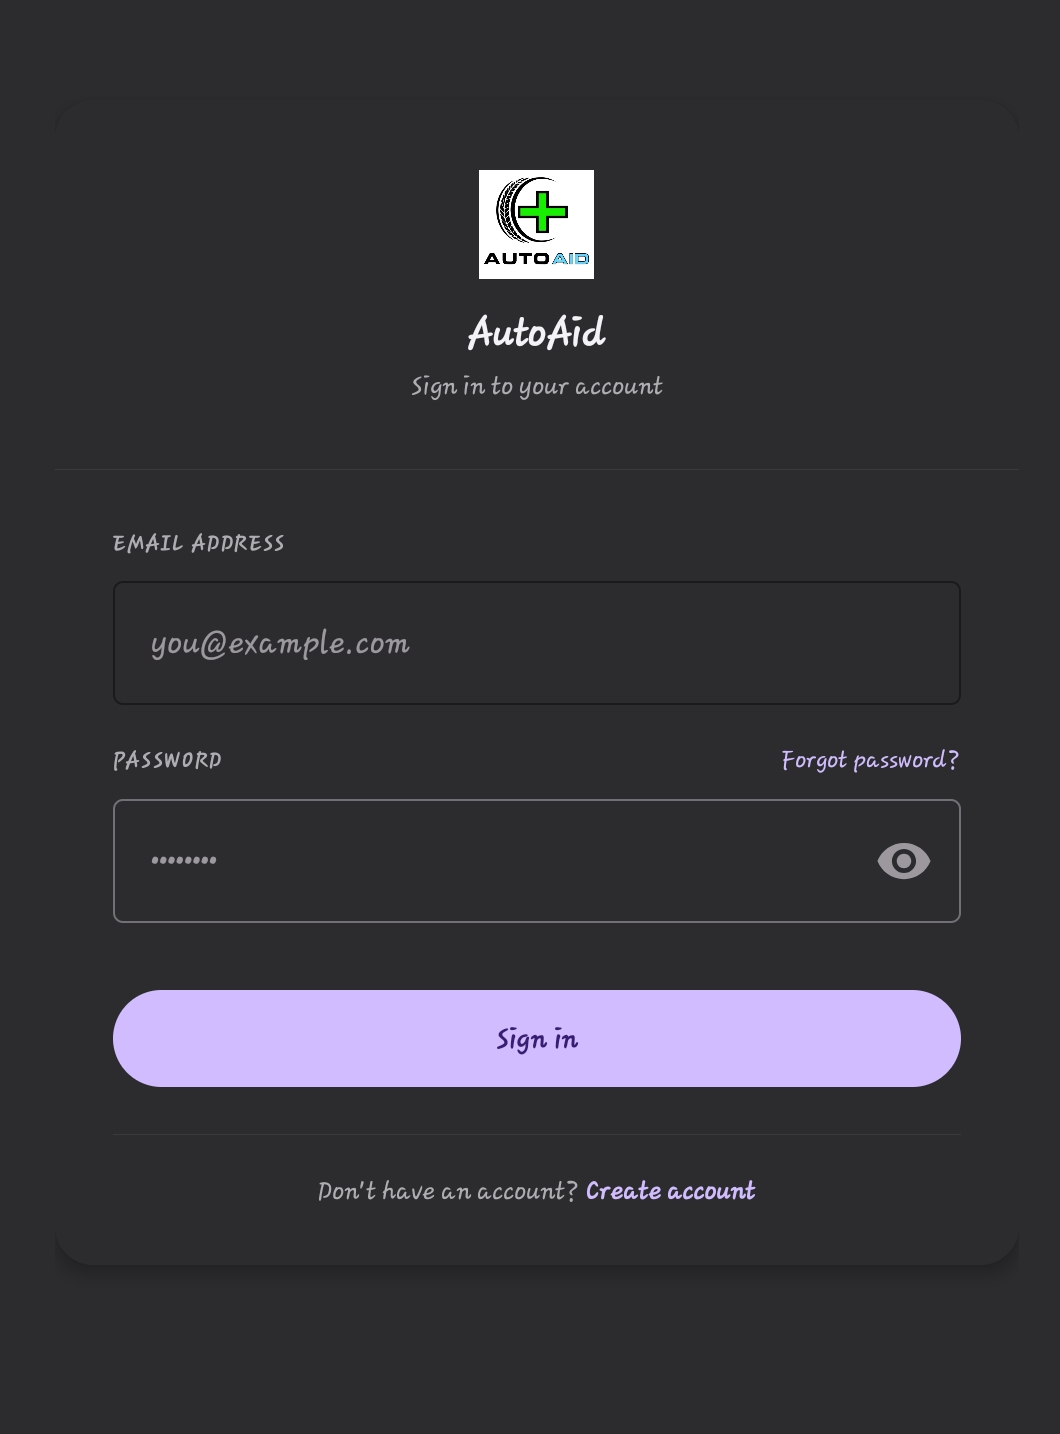 AUTOAID
AutoAid
Sign in to your account
EMAIL ADDRESS
you@example.com
PASSWORD
Forgot password?
••••••••
Sign in
Don't have an account? Create account